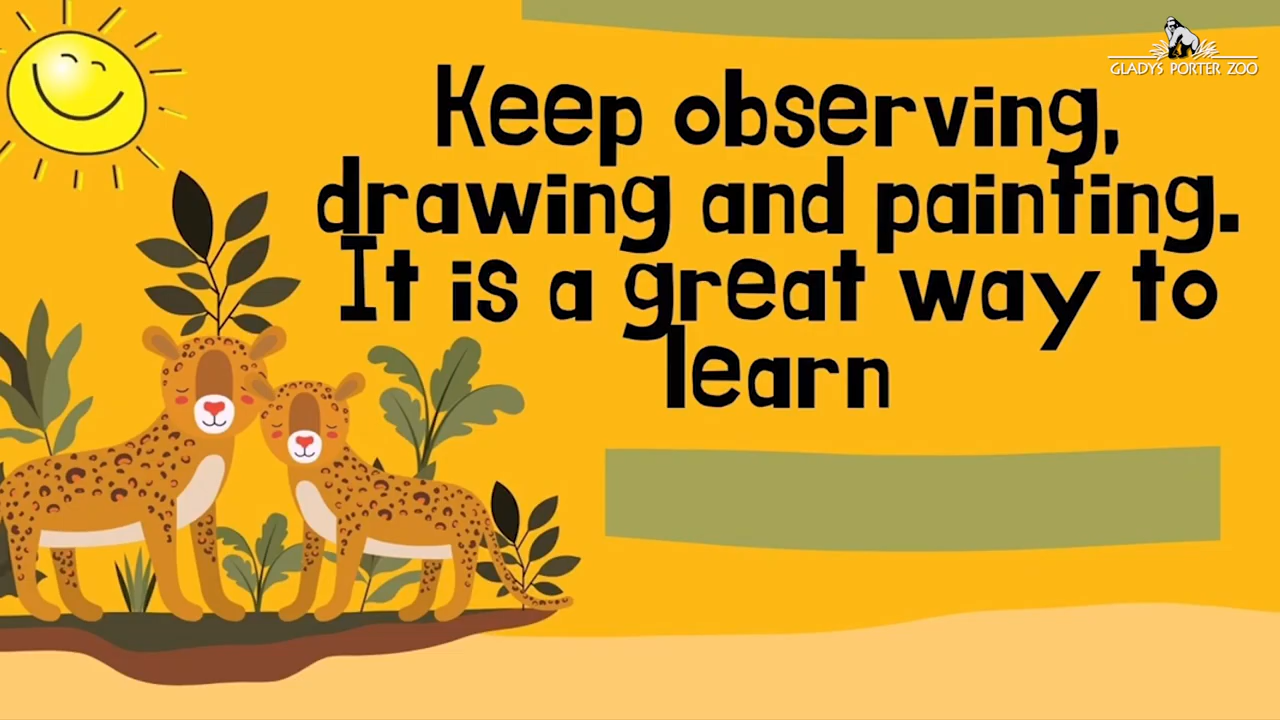 GLADYS PORTER ZOO
Keep observing,
drawing and painting.
It is a great way to
learn